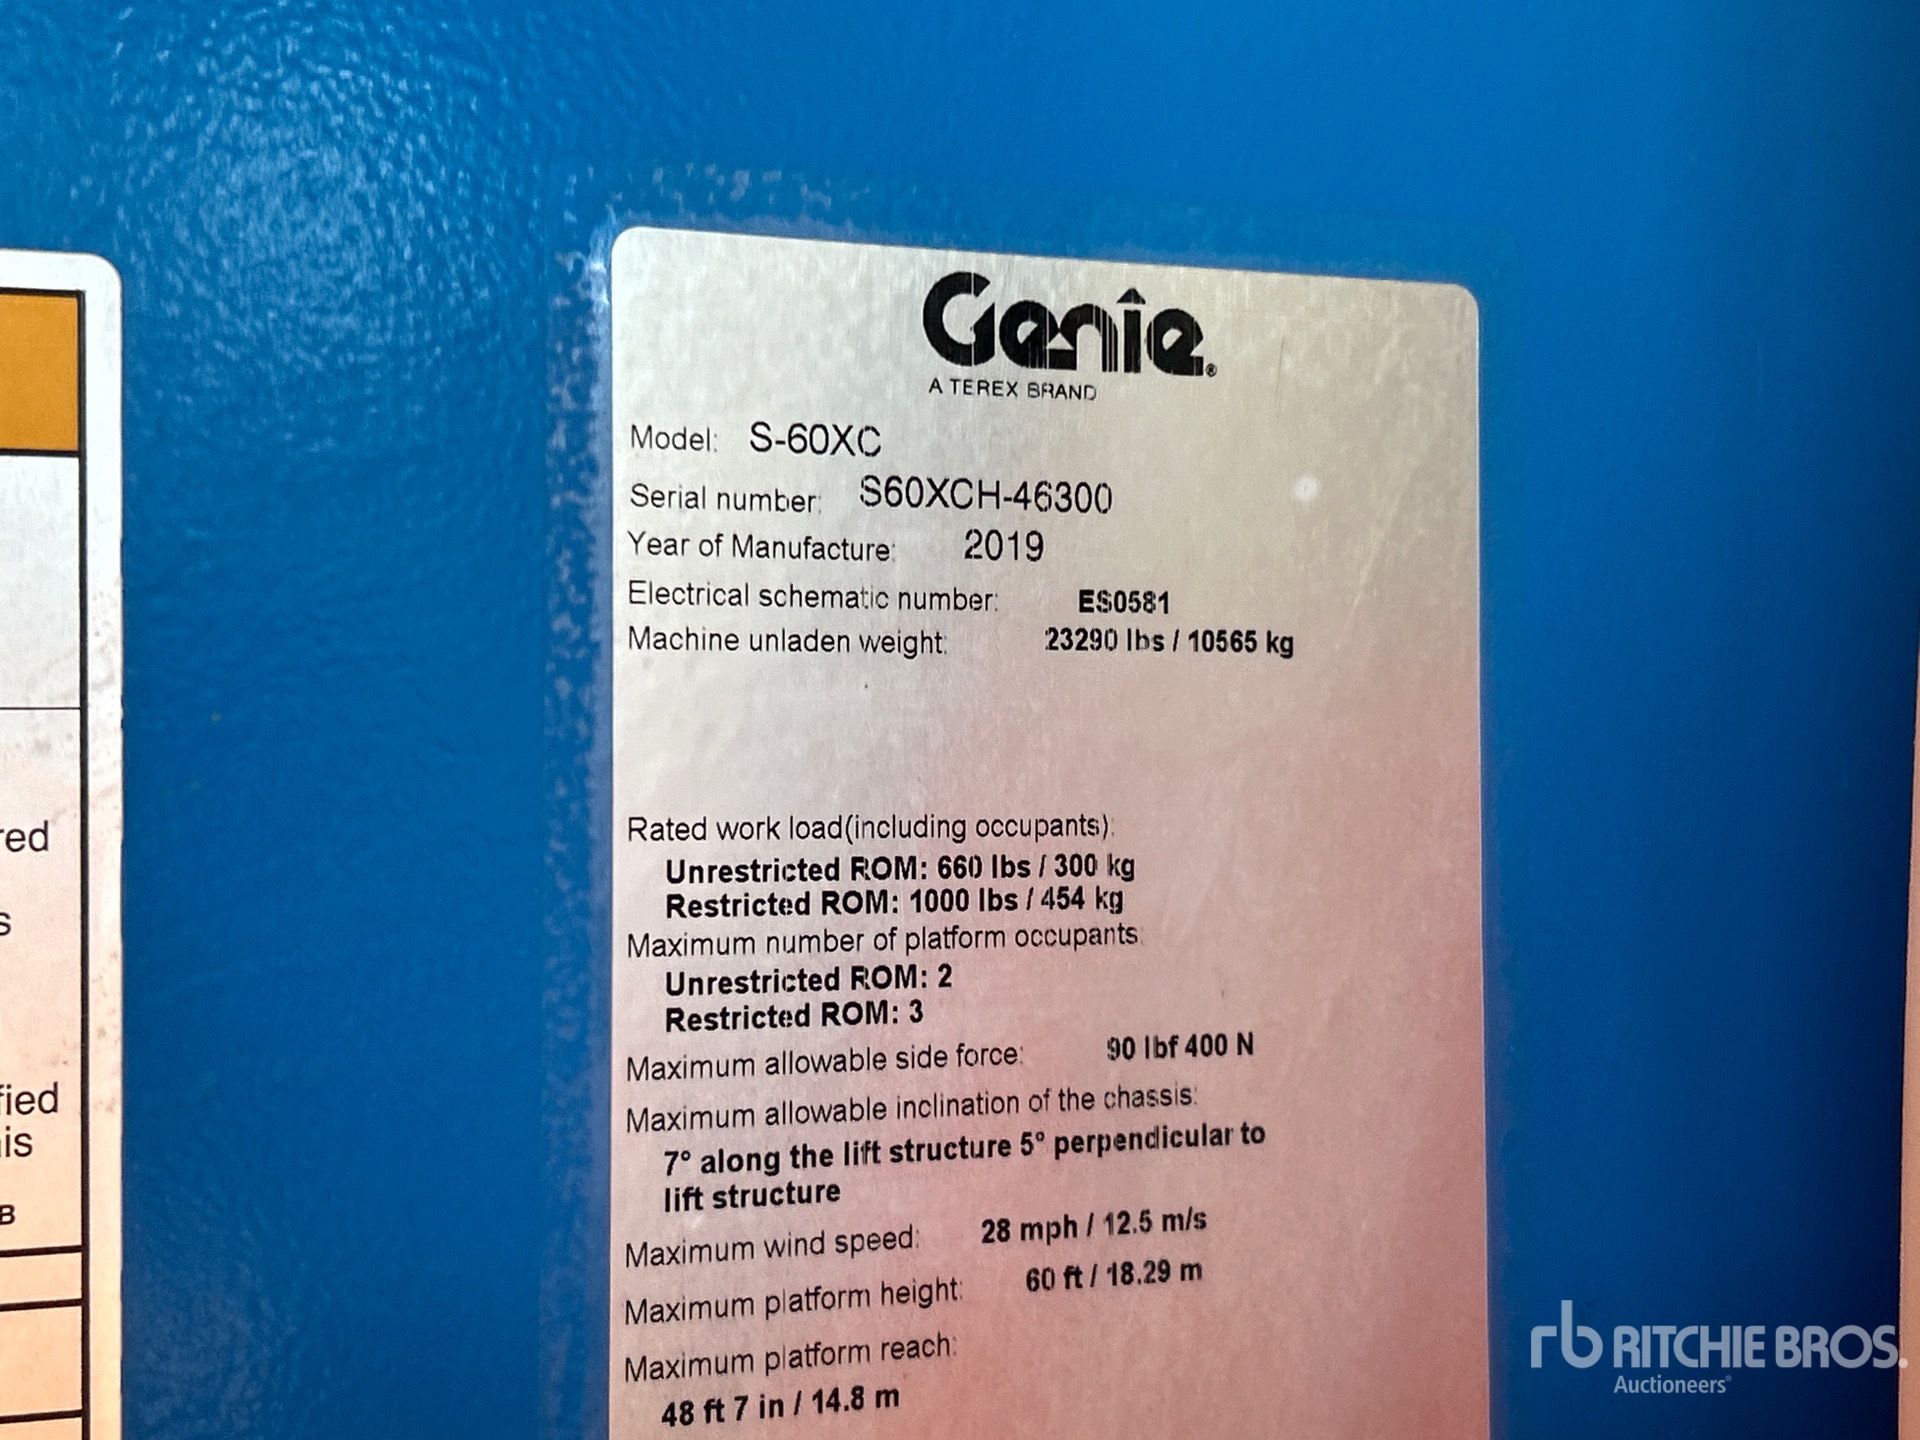 Genie®
A TEREX BRAND
Model: S-60XC
Serial number: S60XCH-46300
Year of Manufacture: 2019
Electrical schematic number: ES0581
Machine unladen weight: 23290 lbs / 10565 kg
Rated work load(including occupants):
Unrestricted ROM: 660 lbs / 300 kg
Restricted ROM: 1000 lbs / 454 kg
Maximum number of platform occupants:
Unrestricted ROM: 2
Restricted ROM: 3
Maximum allowable side force: 90 lbf 400 N
Maximum allowable inclination of the chassis:
7° along the lift structure 5° perpendicular to
lift structure
Maximum wind speed: 28 mph / 12.5 m/s
Maximum platform height: 60 ft / 18.29 m
Maximum platform reach:
48 ft 7 in / 14.8 m
red
s
fied
is
B
rb RITCHIE BROS.
Auctioneers®